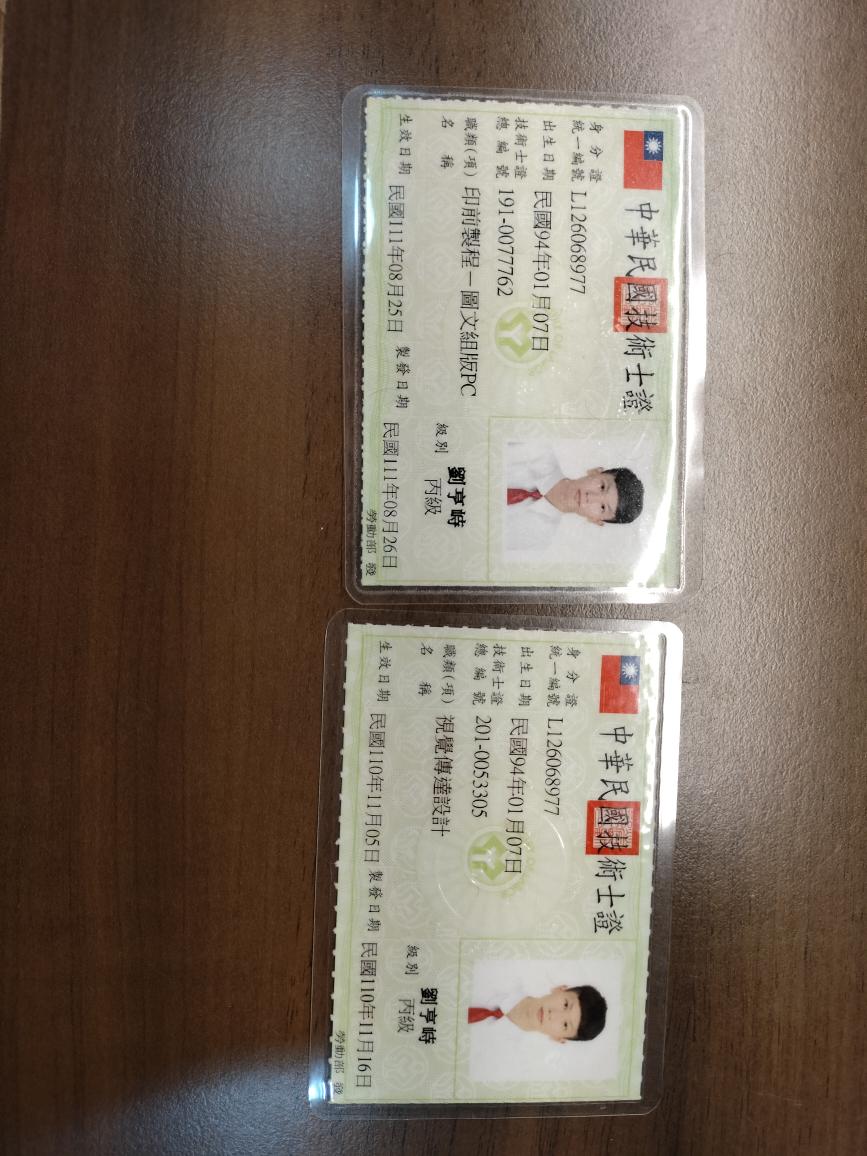 中華民國技術士證
身分證
統一編號 L126068977
出生日期 民國94年01月07日
技術士證
總編號 191-0077762
職類(項)
名稱 印前製程－圖文組版PC
劉亨峙
級別 丙級
生效日期 民國111年08月25日 製發日期 民國111年08月26日
勞動部 發
中華民國技術士證
身分證
統一編號 L126068977
出生日期 民國94年01月07日
技術士證
總編號 201-0053305
職類(項)
名稱 視覺傳達設計
劉亨峙
級別 丙級
生效日期 民國110年11月05日 製發日期 民國110年11月16日
勞動部 發